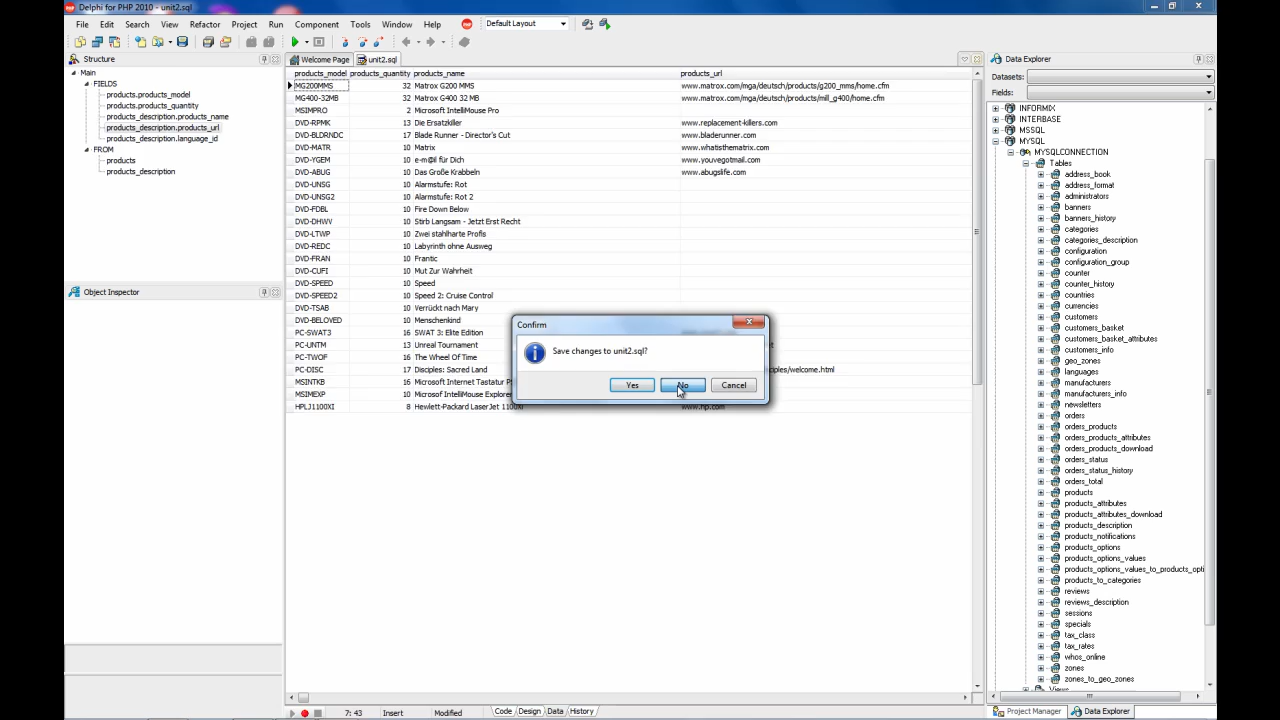 Delphi for PHP 2010 - unit2.sql
File Edit Search View Refactor Project Run Component Tools Window Help Default Layout
Structure
Main
FIELDS
products.products_model
products.products_quantity
products_description.products_name
products_description.products_url
products_description.language_id
FROM
products
products_description
Object Inspector
Welcome Page unit2.sql
products_model products_quantity products_name products_url
MG200MMS 32 Matrox G200 MMS www.matrox.com/mga/deutsch/products/g200_mms/home.cfm
MG400-32MB 32 Matrox G400 32 MB www.matrox.com/mga/deutsch/products/mill_g400/home.cfm
MSIMPRO 2 Microsoft IntelliMouse Pro
DVD-RPMK 13 Die Ersatzkiller www.replacement-killers.com
DVD-BLDRNDC 17 Blade Runner - Director's Cut www.bladerunner.com
DVD-MATR 10 Matrix www.whatisthematrix.com
DVD-YGEM 10 e-m@il für Dich www.youvegotmail.com
DVD-ABUG 10 Das Große Krabbeln www.abugslife.com
DVD-UNSG 10 Alarmstufe: Rot
DVD-UNSG2 10 Alarmstufe: Rot 2
DVD-FDBL 10 Fire Down Below
DVD-DHWV 10 Stirb Langsam - Jetzt Erst Recht
DVD-LTWP 10 Zwei stahlharte Profis
DVD-REDC 10 Labyrinth ohne Ausweg
DVD-FRAN 10 Frantic
DVD-CUFI 10 Mut Zur Wahrheit
DVD-SPEED 10 Speed
DVD-SPEED2 10 Speed 2: Cruise Control
DVD-TSAB 10 Verrückt nach Mary
DVD-BELOVED 10 Menschenkind
PC-SWAT3 16 SWAT 3: Elite Edition
PC-UNTM 13 Unreal Tournament
PC-TWOF 16 The Wheel Of Time
PC-DISC 17 Disciples: Sacred Land ciples/welcome.html
MSINTKB 16 Microsoft Internet Tastatur
MSIMEXP 10 Microsof IntelliMouse Explorer
HPLJ1100XI 8 Hewlett-Packard LaserJet 1100Xi www.hp.com
Confirm
Save changes to unit2.sql?
Yes No Cancel
7: 43 Insert Modified Code Design Data History
Data Explorer
Datasets:
Fields:
INFORMIX
INTERBASE
MSSQL
MYSQL
MYSQLCONNECTION
Tables
address_book
address_format
administrators
banners
banners_history
categories
categories_description
configuration
configuration_group
counter
counter_history
countries
currencies
customers
customers_basket
customers_basket_attributes
customers_info
geo_zones
languages
manufacturers
manufacturers_info
newsletters
orders
orders_products
orders_products_attributes
orders_products_download
orders_status
orders_status_history
orders_total
products
products_attributes
products_attributes_download
products_description
products_notifications
products_options
products_options_values
products_options_values_to_products_opti
products_to_categories
reviews
reviews_description
sessions
specials
tax_class
tax_rates
whos_online
zones
zones_to_geo_zones
Views
Project Manager Data Explorer